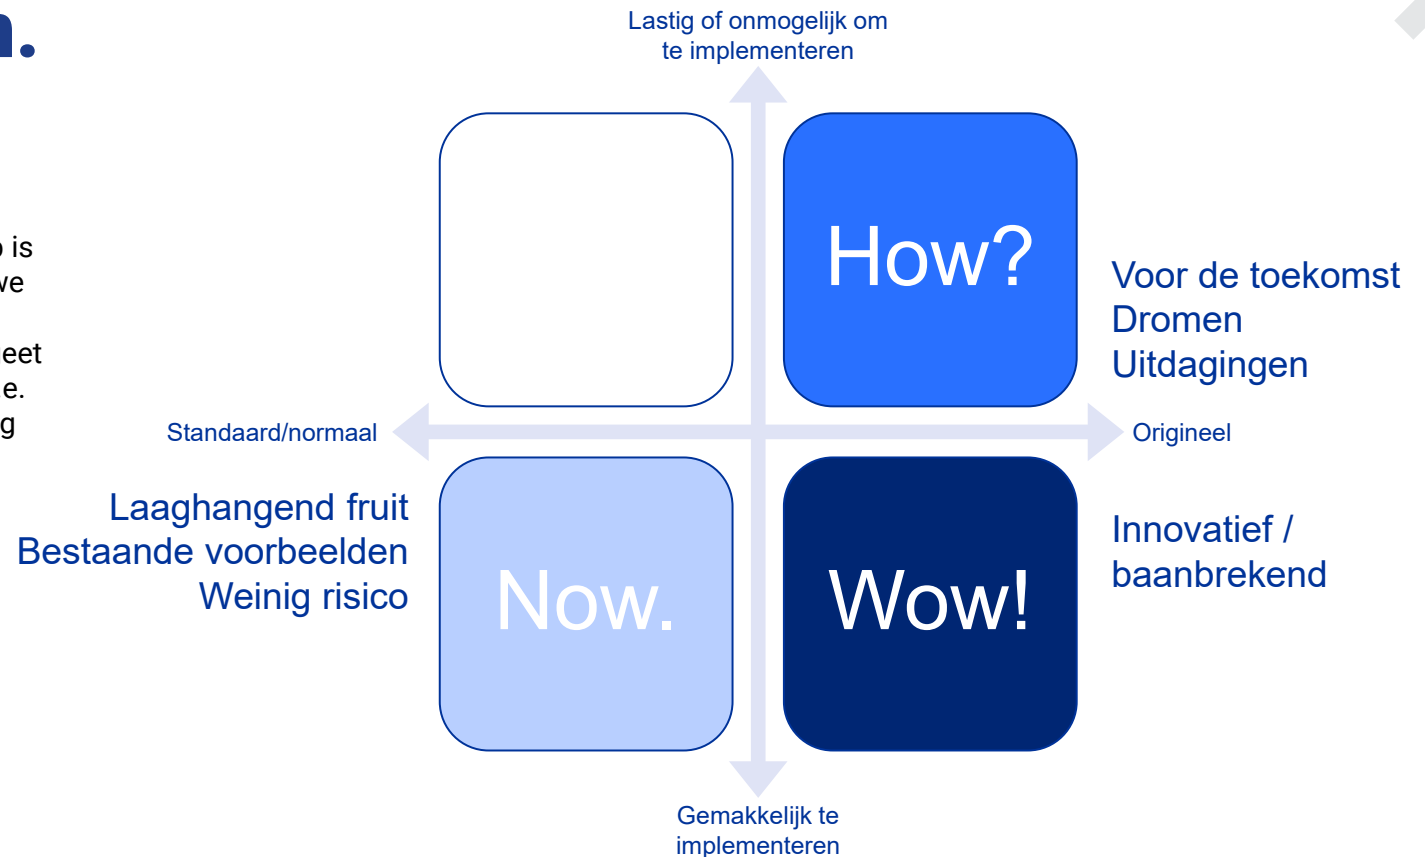 Lastig of onmogelijk om
te implementeren
is
How?
Voor de toekomst
Dromen
Uitdagingen
Standaard/normaal
Origineel
Laaghangend fruit
Bestaande voorbeelden
Weinig risico
Now.
Wow!
Innovatief /
baanbrekend
Gemakkelijk te
implementeren